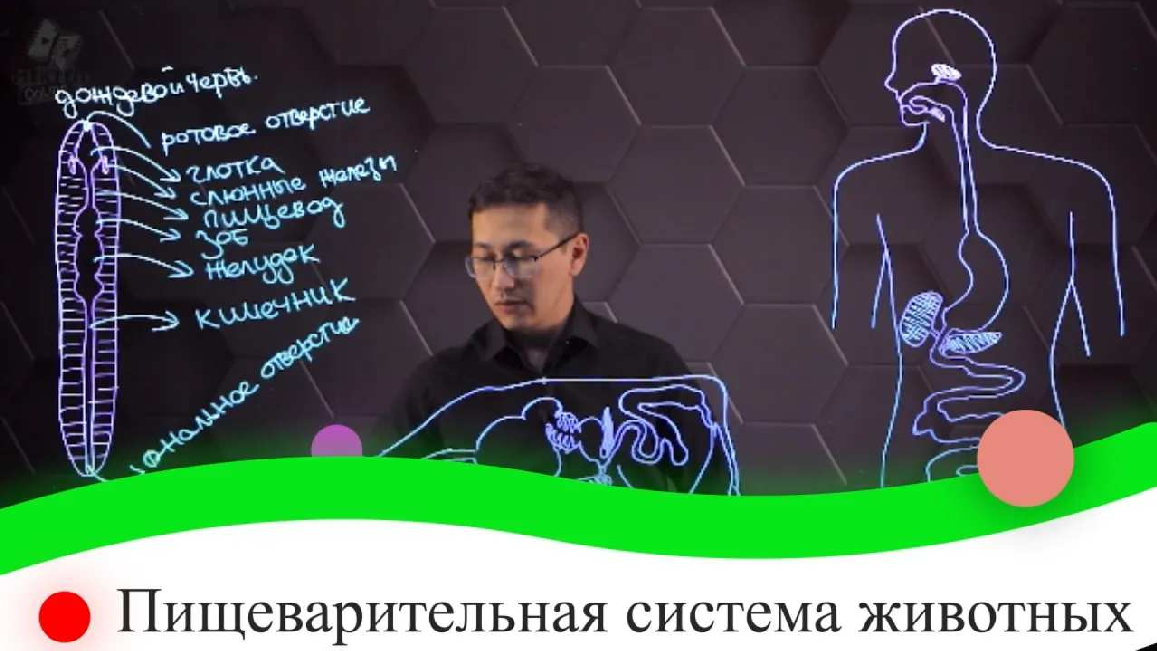 дождевой червь.
ротовое отверстие
глотка
слюнные железы
пищевод
зоб
желудок
кишечник
анальное отверстие
Пищеварительная система животных